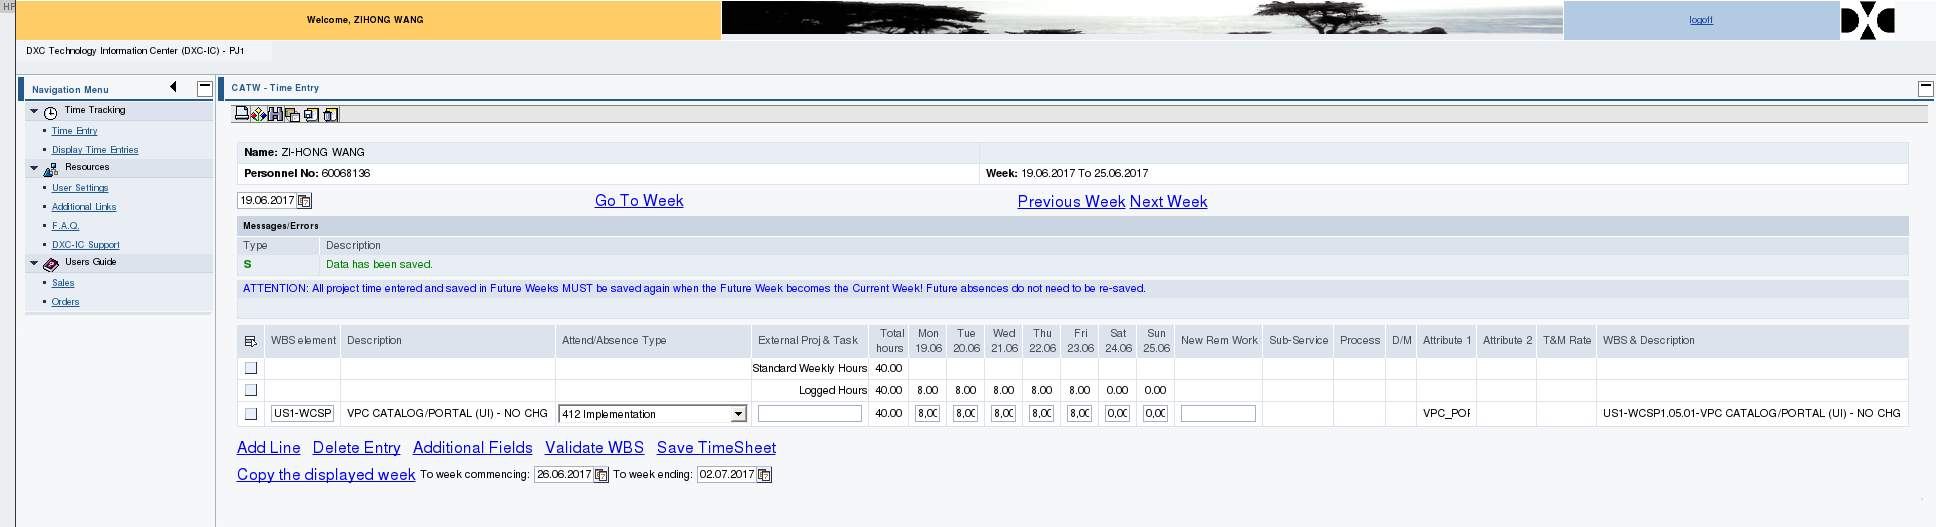 HP
Welcome, ZIHONG WANG
logoff
DXC Technology Information Center (DXC-IC) - PJ1
Navigation Menu
Time Tracking
Time Entry
Display Time Entries
Resources
User Settings
Additional Links
F.A.Q.
DXC-IC Support
Users Guide
Sales
Orders
CATW - Time Entry
Name: ZI-HONG WANG
Personnel No: 60068136 Week: 19.06.2017 To 25.06.2017
19.06.2017 Go To Week Previous Week Next Week
Messages/Errors
Type Description
S Data has been saved.
ATTENTION: All project time entered and saved in Future Weeks MUST be saved again when the Future Week becomes the Current Week! Future absences do not need to be re-saved.
WBS element Description Attend/Absence Type External Proj & Task Total hours Mon 19.06 Tue 20.06 Wed 21.06 Thu 22.06 Fri 23.06 Sat 24.06 Sun 25.06 New Rem Work Sub-Service Process D/M Attribute 1 Attribute 2 T&M Rate WBS & Description
Standard Weekly Hours 40.00
Logged Hours 40.00 8.00 8.00 8.00 8.00 8.00 0.00 0.00
US1-WCSP VPC CATALOG/PORTAL (UI) - NO CHG 412 Implementation 40.00 8,00 8,00 8,00 8,00 8,00 0,00 0,00 VPC_POF US1-WCSP1.05.01-VPC CATALOG/PORTAL (UI) - NO CHG
Add Line Delete Entry Additional Fields Validate WBS Save TimeSheet
Copy the displayed week To week commencing: 26.06.2017 To week ending: 02.07.2017